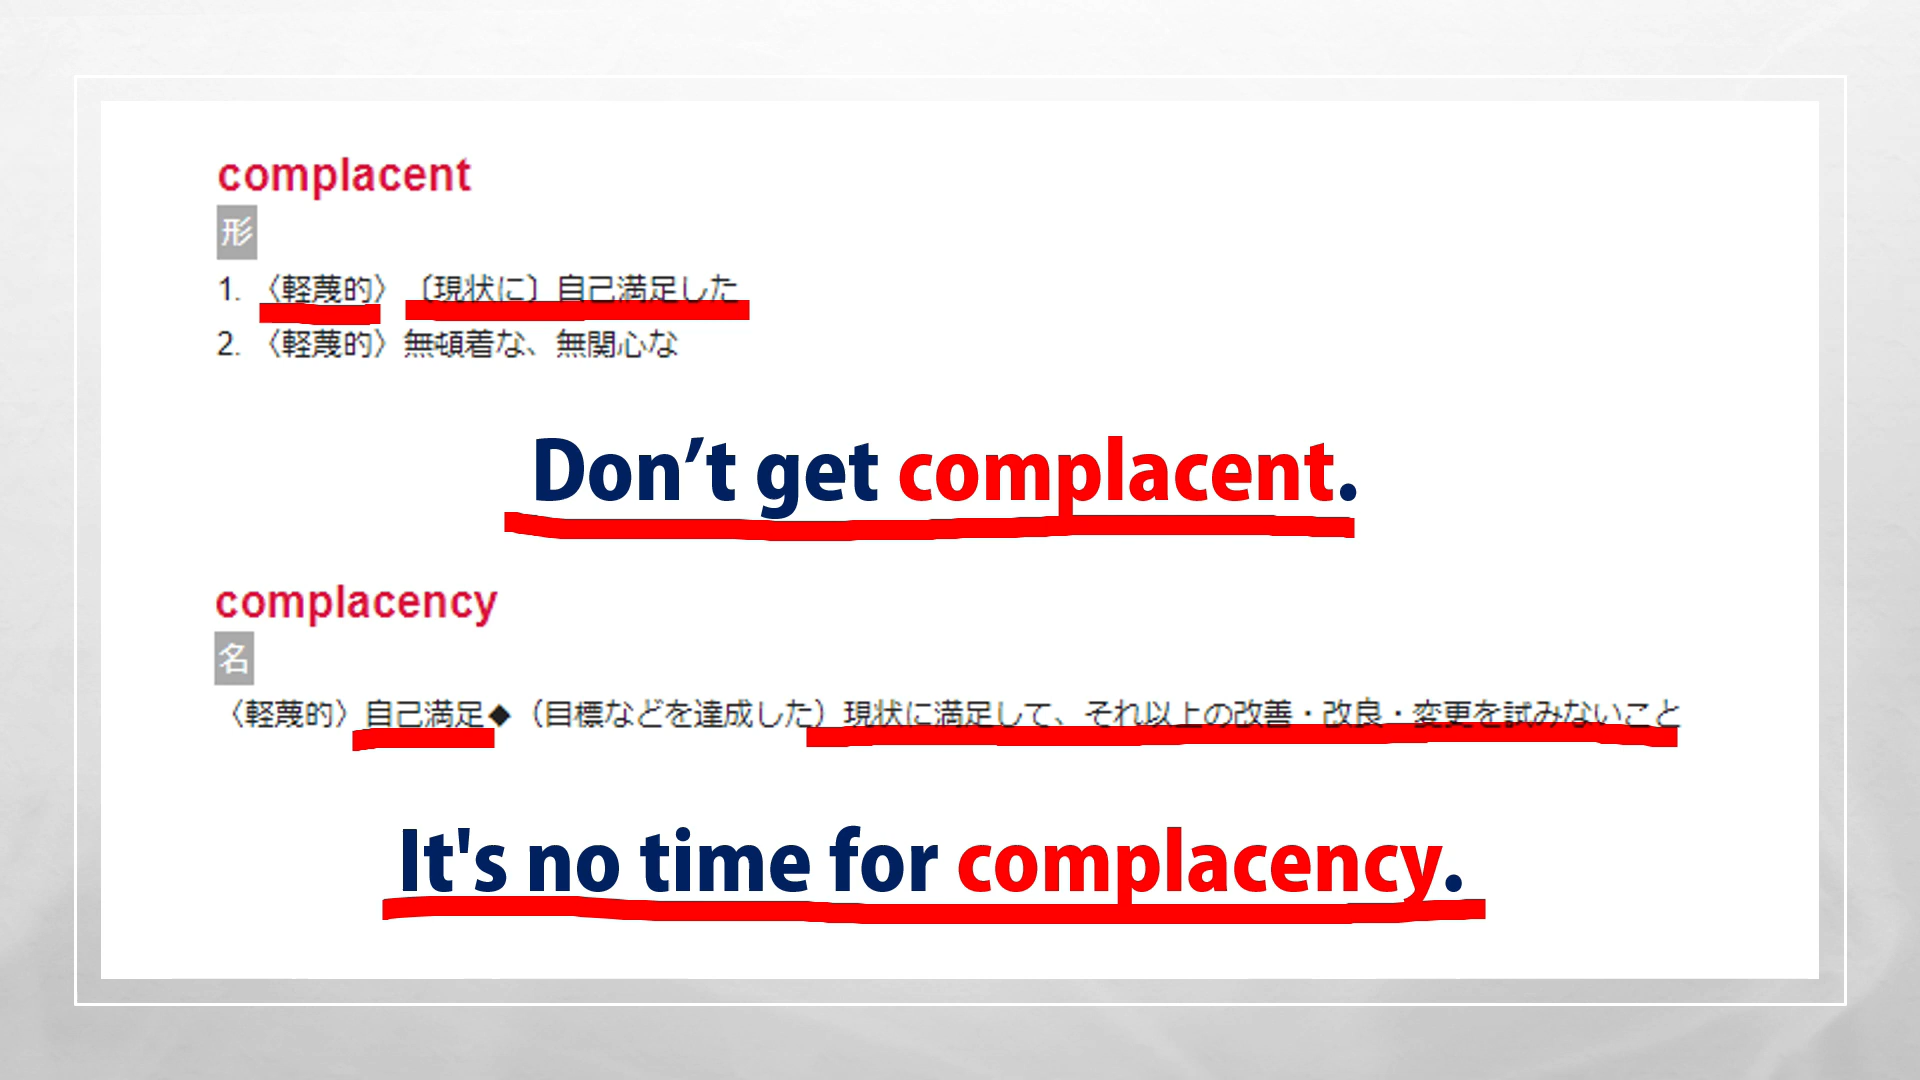 complacent
形
1. 〈軽蔑的〉〔現状に〕自己満足した
2. 〈軽蔑的〉無頓着な、無関心な
Don’t get complacent.
complacency
名
〈軽蔑的〉自己満足◆（目標などを達成した）現状に満足して、それ以上の改善・改良・変更を試みないこと
It's no time for complacency.